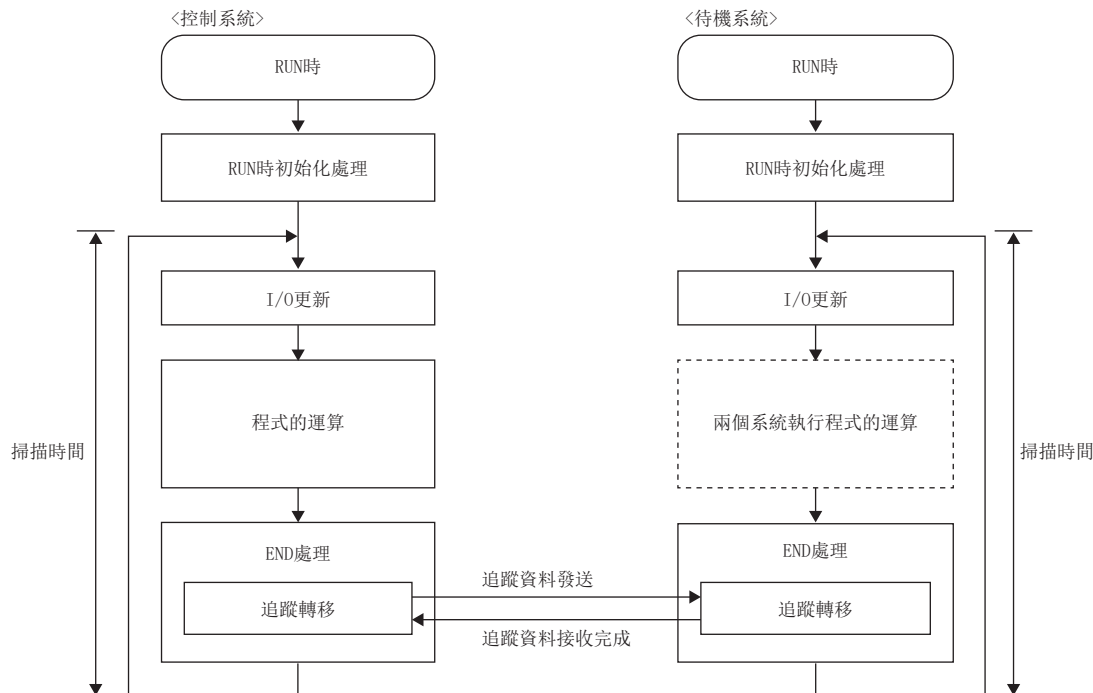 <控制系統>
RUN時
RUN時初始化處理
I/O更新
程式的運算
掃描時間
END處理
追蹤轉移
追蹤資料發送
追蹤資料接收完成
<待機系統>
RUN時
RUN時初始化處理
I/O更新
兩個系統執行程式的運算
掃描時間
END處理
追蹤轉移